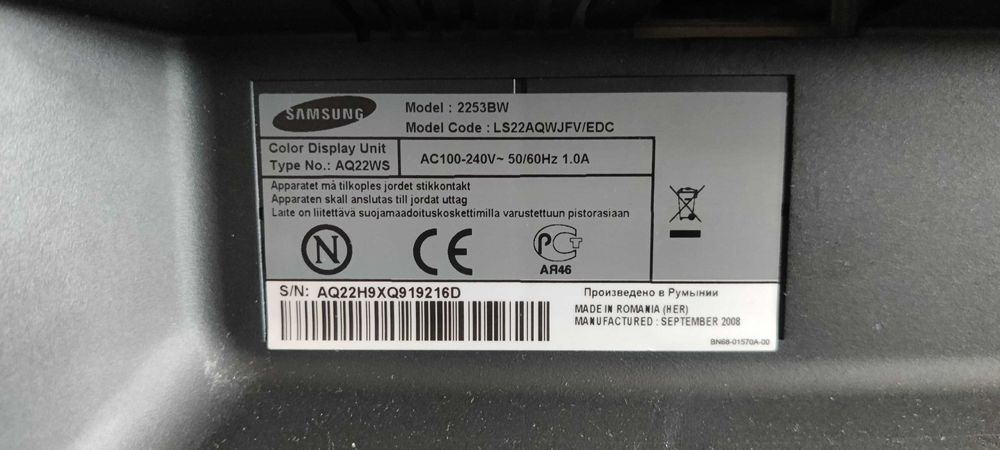 SAMSUNG
Model : 2253BW
Model Code : LS22AQWJFV/EDC
Color Display Unit
Type No.: AQ22WS
AC100-240V~ 50/60Hz 1.0A
Apparatet må tilkoples jordet stikkontakt
Apparaten skall anslutas till jordat uttag
Laite on liitettävä suojamaadoituskoskettimilla varustettuun pistorasiaan
N
CE
РСТ
АЯ46
S/N: AQ22H9XQ919216D
Произведено в Румынии
MADE IN ROMANIA (HER)
MANUFACTURED : SEPTEMBER 2008
BN68-01570A-00